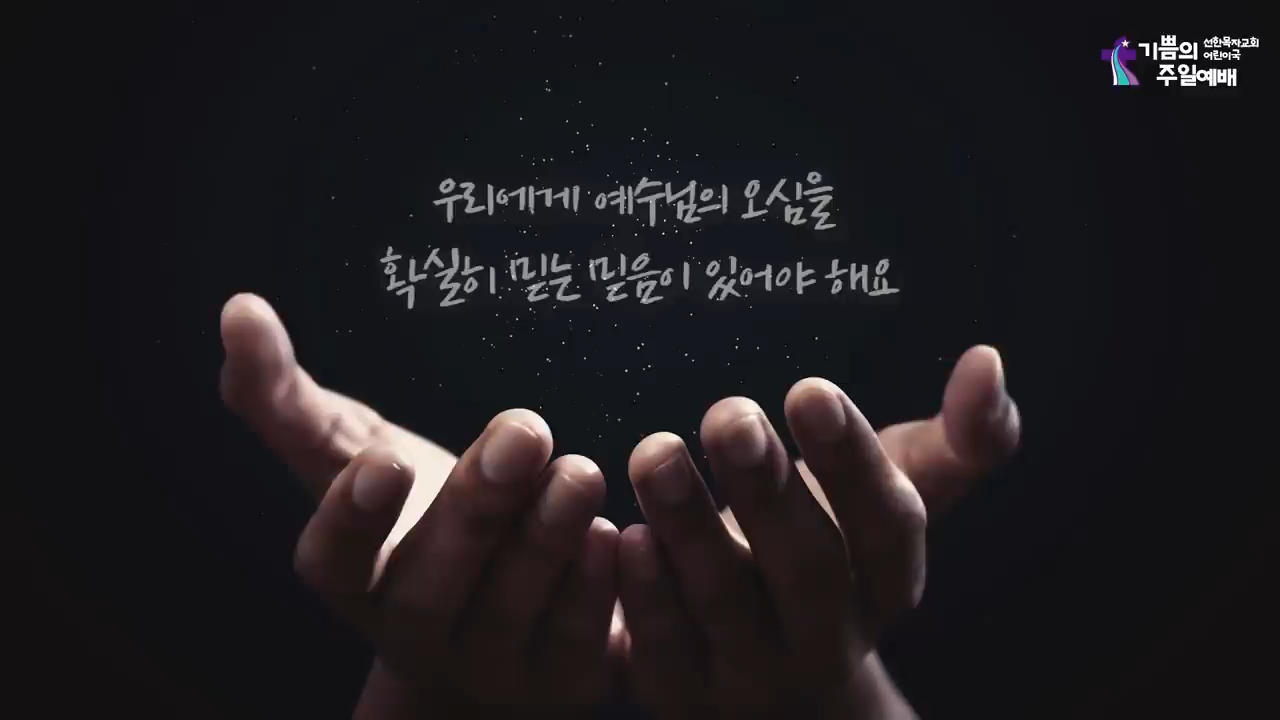 기쁨의
주일예배
선한목자교회
어린이국
우리에게 예수님의 오심을
확실히 믿는 믿음이 있어야 해요